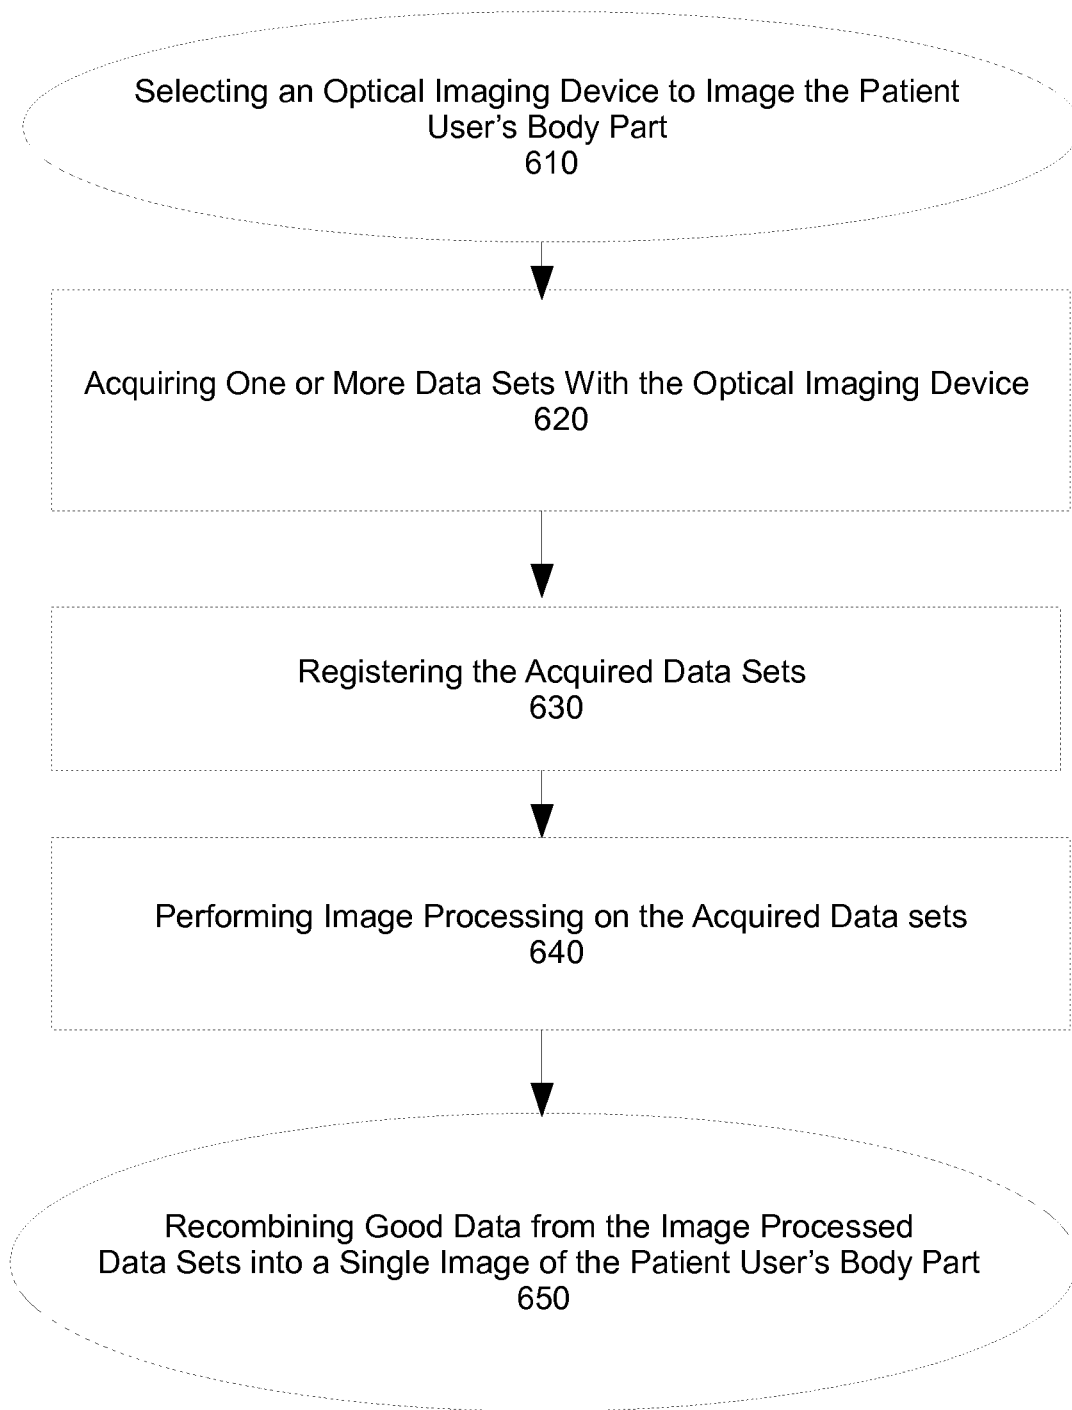 Selecting an Optical Imaging Device to Image the Patient
User's Body Part
610
Acquiring One or More Data Sets With the Optical Imaging Device
620
Registering the Acquired Data Sets
630
Performing Image Processing on the Acquired Data sets
640
Recombining Good Data from the Image Processed
Data Sets into a Single Image of the Patient User's Body Part
650